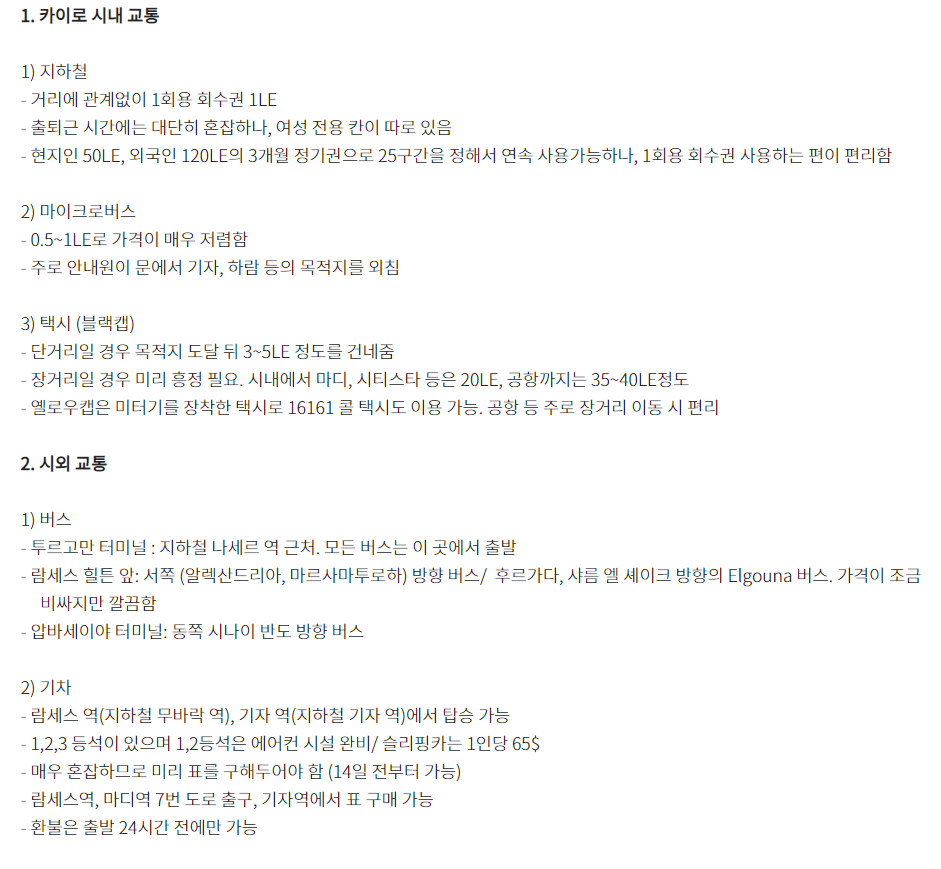 1. 카이로 시내 교통
1) 지하철
- 거리에 관계없이 1회용 회수권 1LE
- 출퇴근 시간에는 대단히 혼잡하나, 여성 전용 칸이 따로 있음
- 현지인 50LE, 외국인 120LE의 3개월 정기권으로 25구간을 정해서 연속 사용가능하나, 1회용 회수권 사용하는 편이 편리함
2) 마이크로버스
- 0.5~1LE로 가격이 매우 저렴함
- 주로 안내원이 문에서 기자, 하람 등의 목적지를 외침
3) 택시 (블랙캡)
- 단거리일 경우 목적지 도달 뒤 3~5LE 정도를 건네줌
- 장거리일 경우 미리 흥정 필요. 시내에서 마디, 시티스타 등은 20LE, 공항까지는 35~40LE정도
- 옐로우캡은 미터기를 장착한 택시로 16161 콜 택시도 이용 가능. 공항 등 주로 장거리 이동 시 편리
2. 시외 교통
1) 버스
- 투르고만 터미널 : 지하철 나세르 역 근처. 모든 버스는 이 곳에서 출발
- 람세스 힐튼 앞: 서쪽 (알렉산드리아, 마르사마투로하) 방향 버스/ 후르가다, 샤름 엘 셰이크 방향의 Elgouna 버스. 가격이 조금
비싸지만 깔끔함
- 압바세이야 터미널: 동쪽 시나이 반도 방향 버스
2) 기차
- 람세스 역(지하철 무바락 역), 기자 역(지하철 기자 역)에서 탑승 가능
- 1,2,3 등석이 있으며 1,2등석은 에어컨 시설 완비/ 슬리핑카는 1인당 65$
- 매우 혼잡하므로 미리 표를 구해두어야 함 (14일 전부터 가능)
- 람세스역, 마디역 7번 도로 출구, 기자역에서 표 구매 가능
- 환불은 출발 24시간 전에만 가능